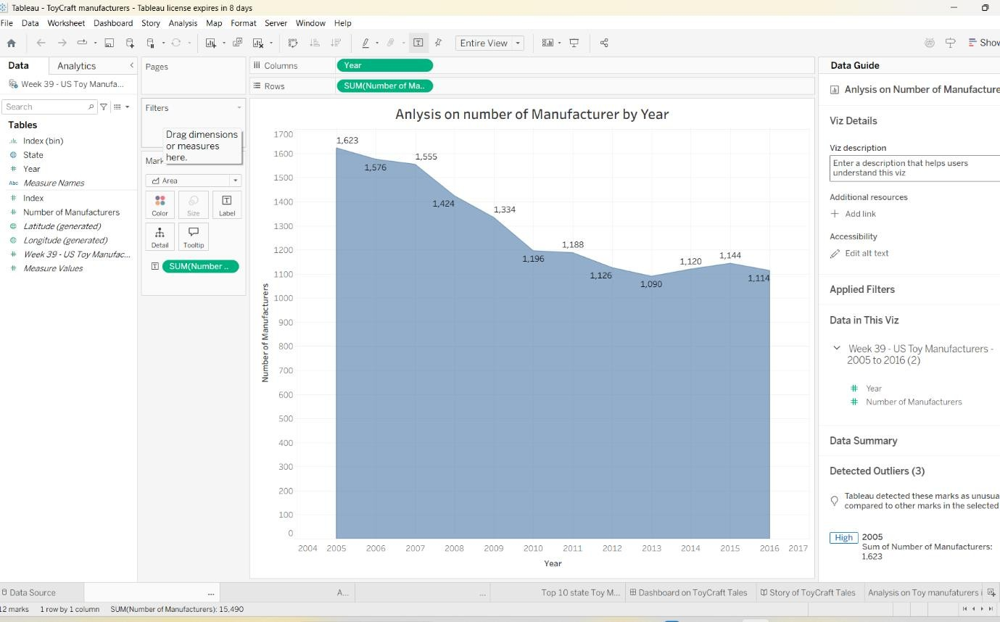 Tableau - ToyCraft manufacturers - Tableau license expires in 8 days
File Data Worksheet Dashboard Story Analysis Map Format Server Window Help
Entire View
Show
Data Analytics
Week 39 - US Toy Manufa...
Search
Tables
Index (bin)
State
Year
Abc Measure Names
Index
Number of Manufacturers
Latitude (generated)
Longitude (generated)
Week 39 - US Toy Manufac...
Measure Values
Pages
Filters
Drag dimensions
or measures
here.
Mark
Area
Color Size Label
Detail Tooltip
SUM(Number ..
Columns Year
Rows SUM(Number of Ma..
Anlysis on number of Manufacturer by Year
Number of Manufacturers
1700
1600
1500
1400
1300
1200
1100
1000
900
800
700
600
500
400
300
200
100
0
1,623
1,576
1,555
1,424
1,334
1,196
1,188
1,126
1,090
1,120
1,144
1,114
2004 2005 2006 2007 2008 2009 2010 2011 2012 2013 2014 2015 2016 2017
Year
Data Guide
Anlysis on Number of Manufacture
Viz Details
Viz description
Enter a description that helps users
understand this viz
Additional resources
Add link
Accessibility
Edit alt text
Applied Filters
Data in This Viz
Week 39 - US Toy Manufacturers -
2005 to 2016 (2)
Year
Number of Manufacturers
Data Summary
Detected Outliers (3)
Tableau detected these marks as unusua
compared to other marks in the selected
High 2005
Sum of Number of Manufacturers:
1,623
Data Source ... A... ... Top 10 state Toy M... Dashboard on ToyCraft Tales Story of ToyCraft Tales Analysis on Toy manufaturers i
12 marks 1 row by 1 column SUM(Number of Manufacturers): 15,490